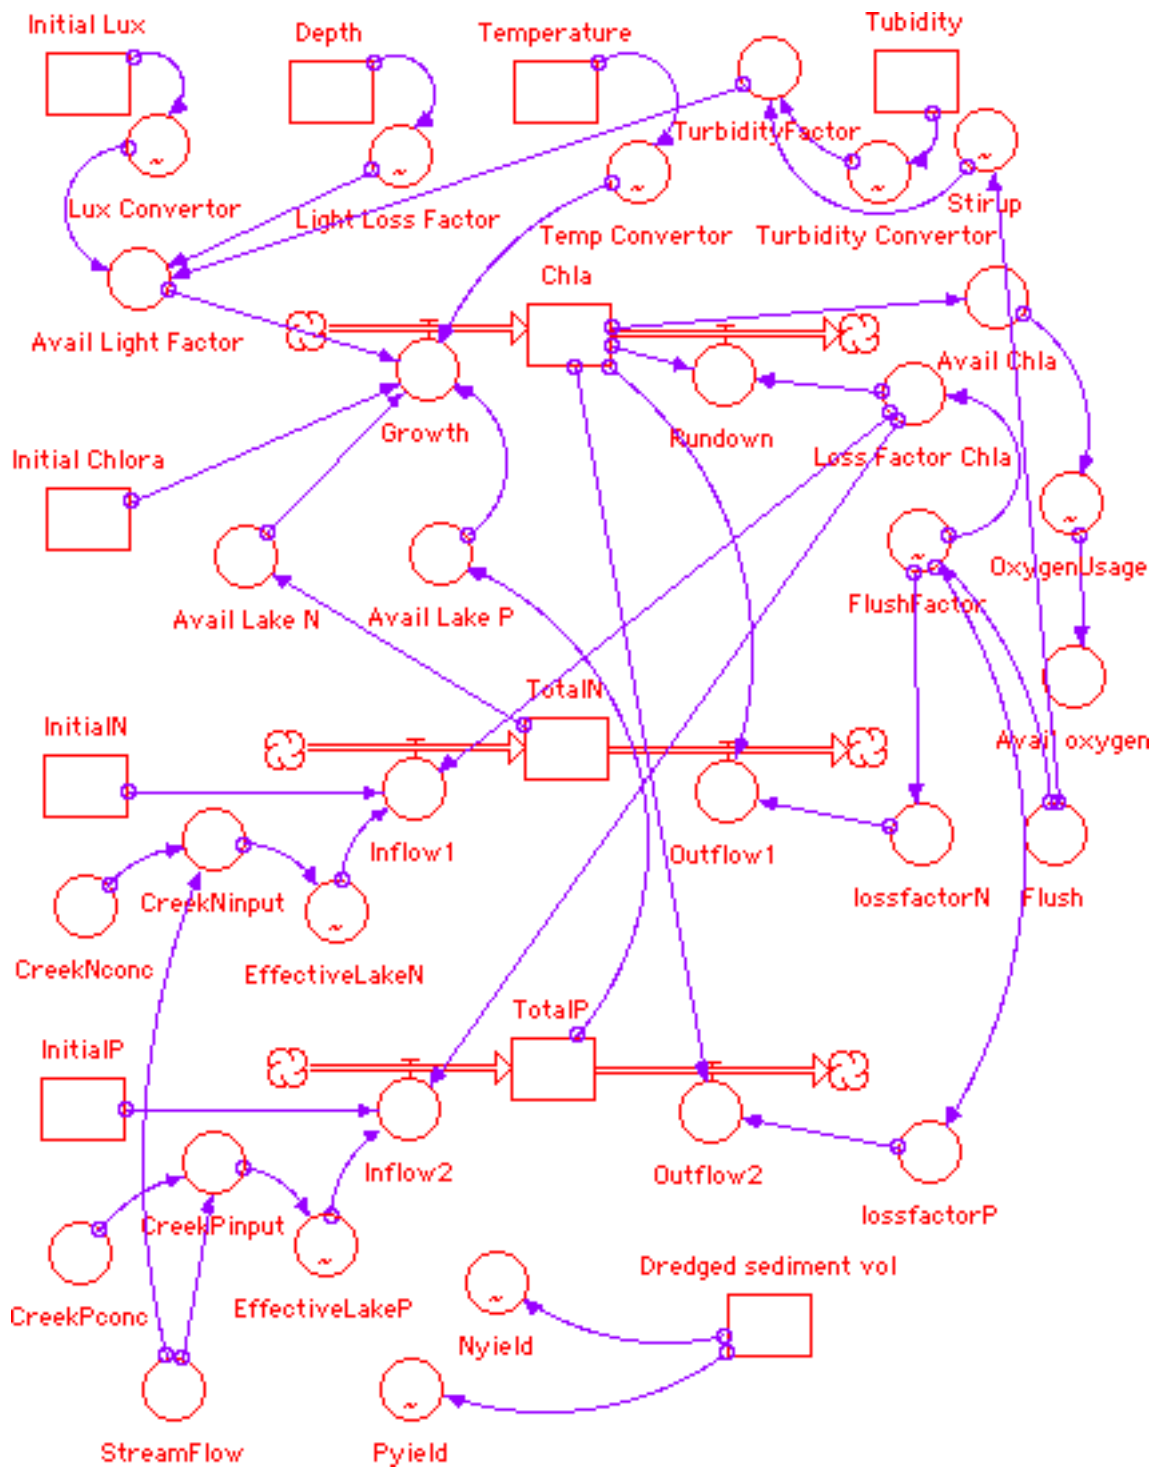 Initial Lux
Depth
Temperature
Tubidity
TurbidityFactor
Lux Convertor
Light Loss Factor
Stirup
Temp Convertor
Turbidity Convertor
Chla
Avail Light Factor
Avail Chla
Growth
Rundown
Loss Factor Chla
Initial Chlora
OxygenUsage
FlushFactor
Avail Lake N
Avail Lake P
TotalN
InitialN
Avail oxygen
Inflow1
Outflow1
CreekNinput
lossfactorN
Flush
CreekNconc
EffectiveLakeN
TotalP
InitialP
Inflow2
Outflow2
CreekPinput
lossfactorP
Dredged sediment vol
CreekPconc
EffectiveLakeP
Nyield
StreamFlow
Pyield